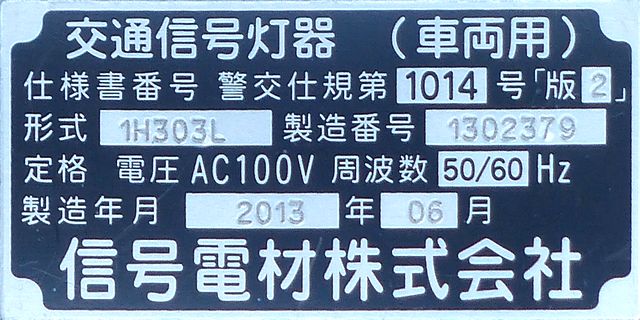 交通信号灯器 （車両用）
仕様書番号 警交仕規第 1014 号「版 2」
形式 1H303L 製造番号 1302379
定格 電圧 AC100V 周波数 50/60 Hz
製造年月 2013 年 06 月
信号電材株式会社